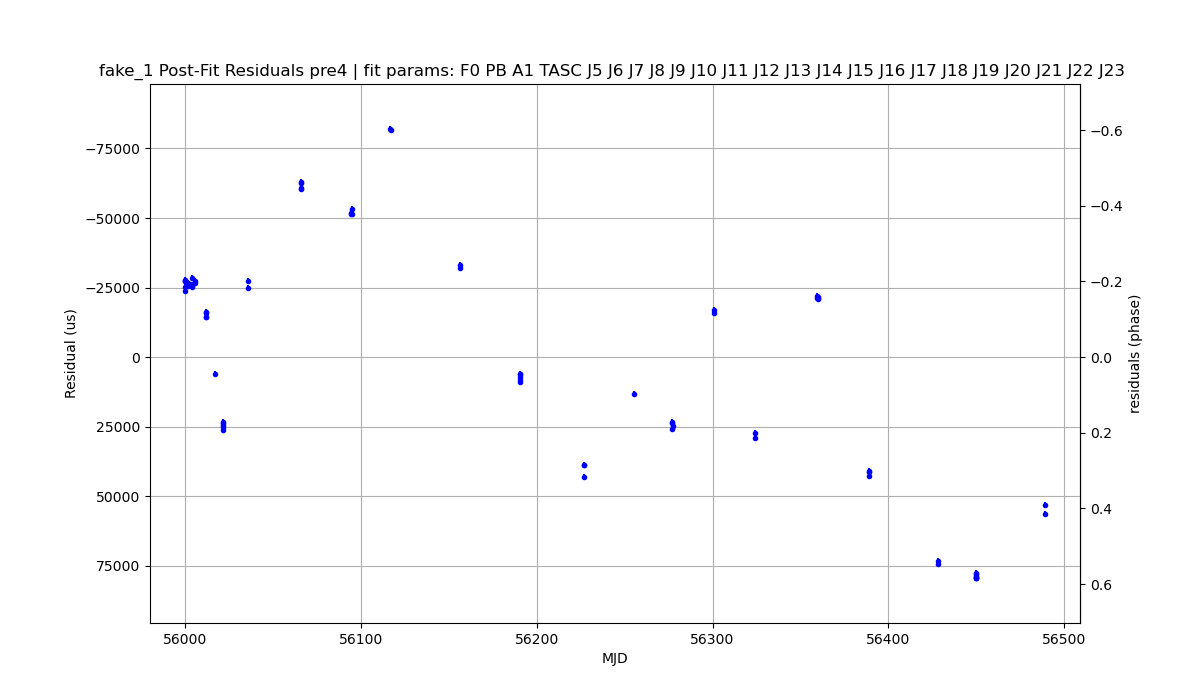 fake_1 Post-Fit Residuals pre4 | fit params: F0 PB A1 TASC J5 J6 J7 J8 J9 J10 J11 J12 J13 J14 J15 J16 J17 J18 J19 J20 J21 J22 J23
−75000
−50000
−25000
0
25000
50000
75000
Residual (us)
−0.6
−0.4
−0.2
0.0
0.2
0.4
0.6
residuals (phase)
56000 56100 56200 56300 56400 56500
MJD